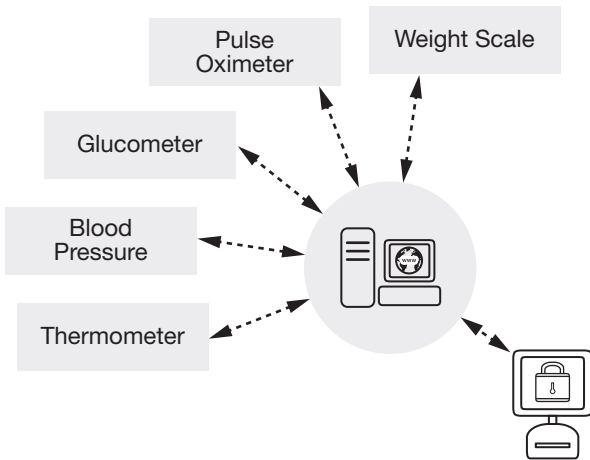 Pulse
Oximeter
Weight Scale
Glucometer
Blood
Pressure
Thermometer
www